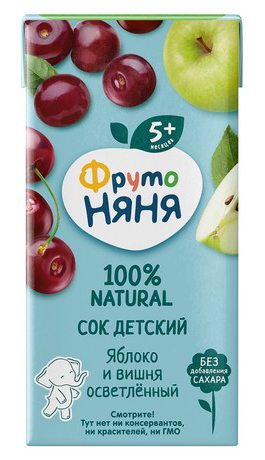 5+
месяцев
Фруто
няня
100%
NATURAL
СОК ДЕТСКИЙ
Яблоко
и вишня
осветлённый
БЕЗ
добавления
САХАРА
Смотрите!
Тут нет ни консервантов,
ни красителей, ни ГМО